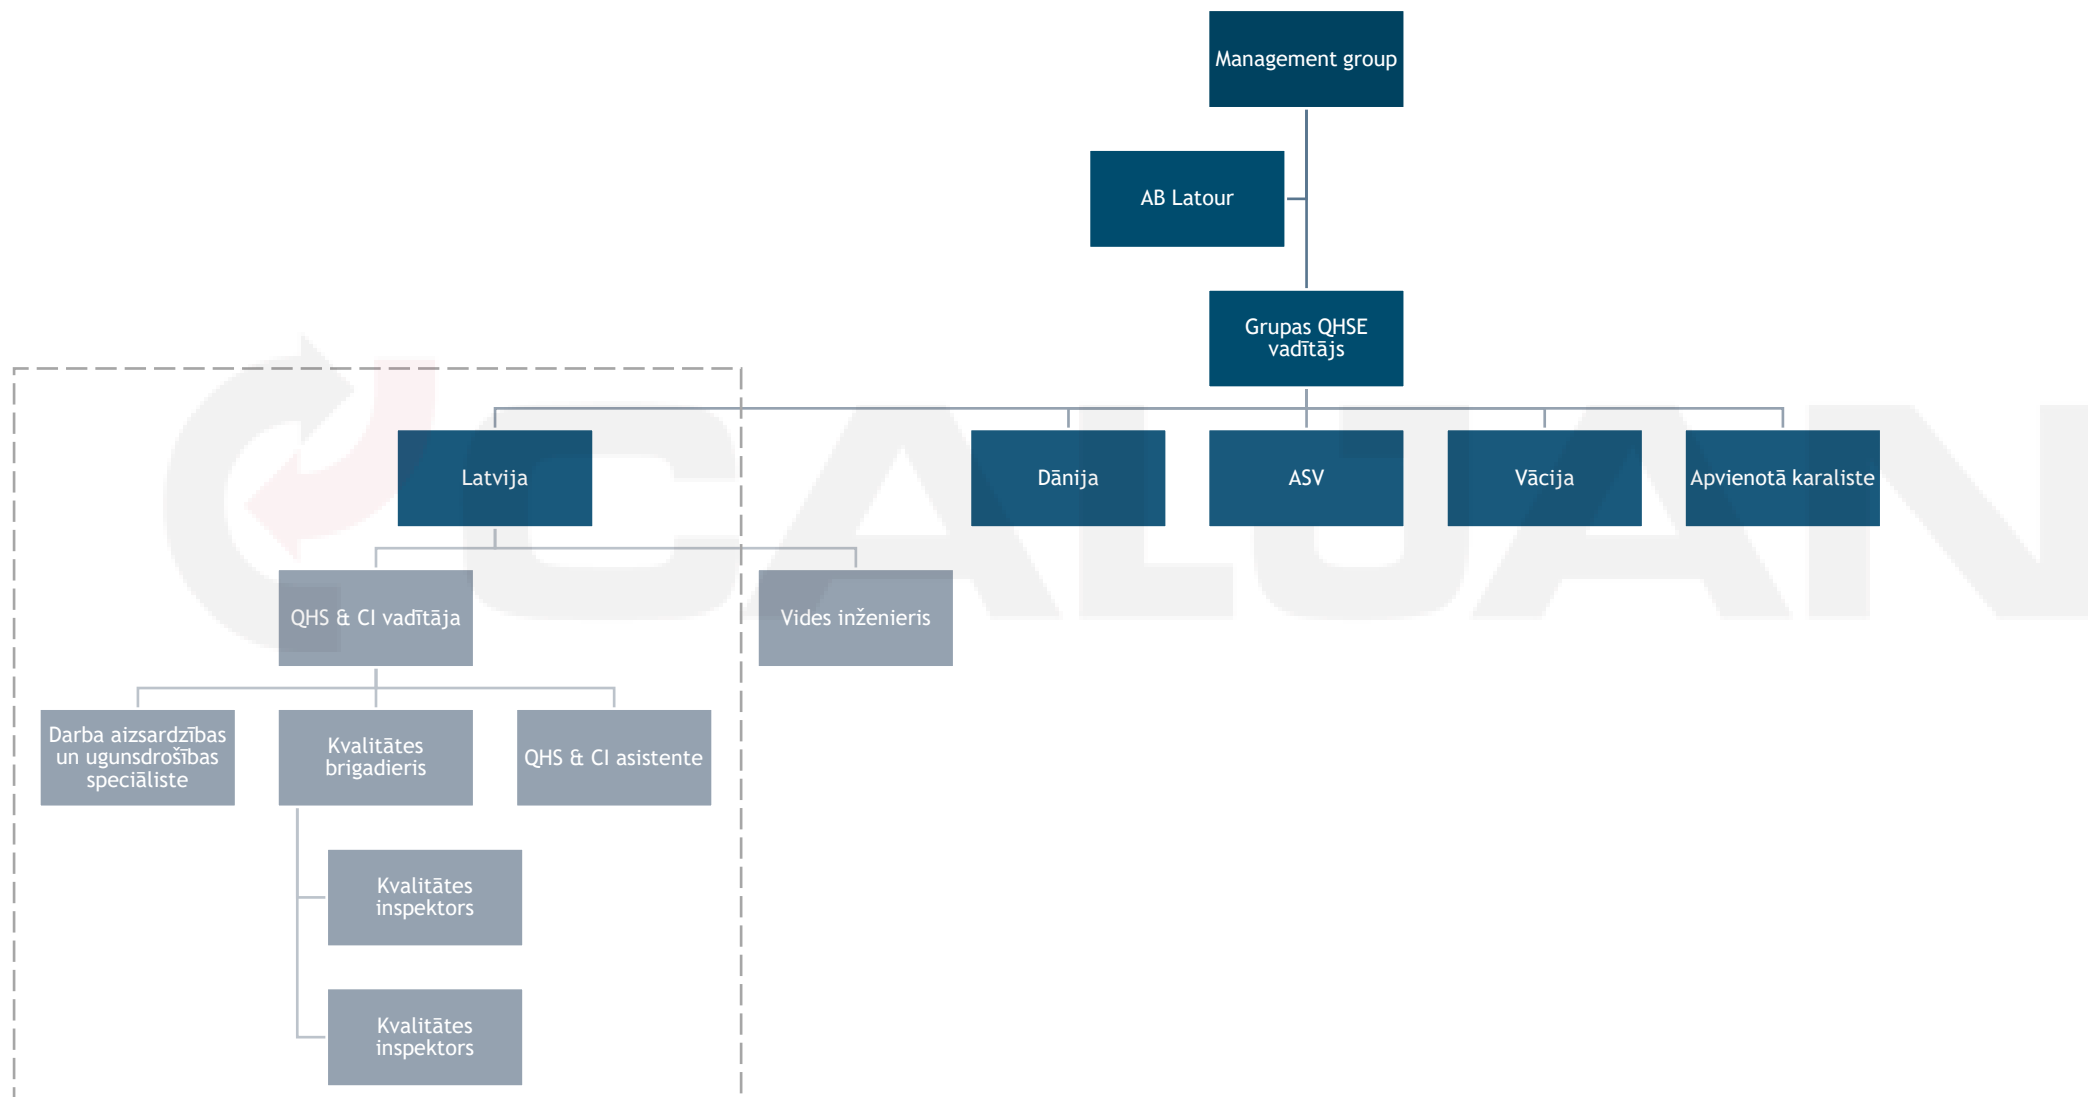 Management group
AB Latour
Grupas QHSE
vadītājs
Latvija
Dānija
ASV
Vācija
Apvienotā karaliste
QHS & CI vadītāja
Vides inženieris
Darba aizsardzības
un ugunsdrošības
speciāliste
Kvalitātes
brigadieris
QHS & CI asistente
Kvalitātes
inspektors
Kvalitātes
inspektors
CALJAN